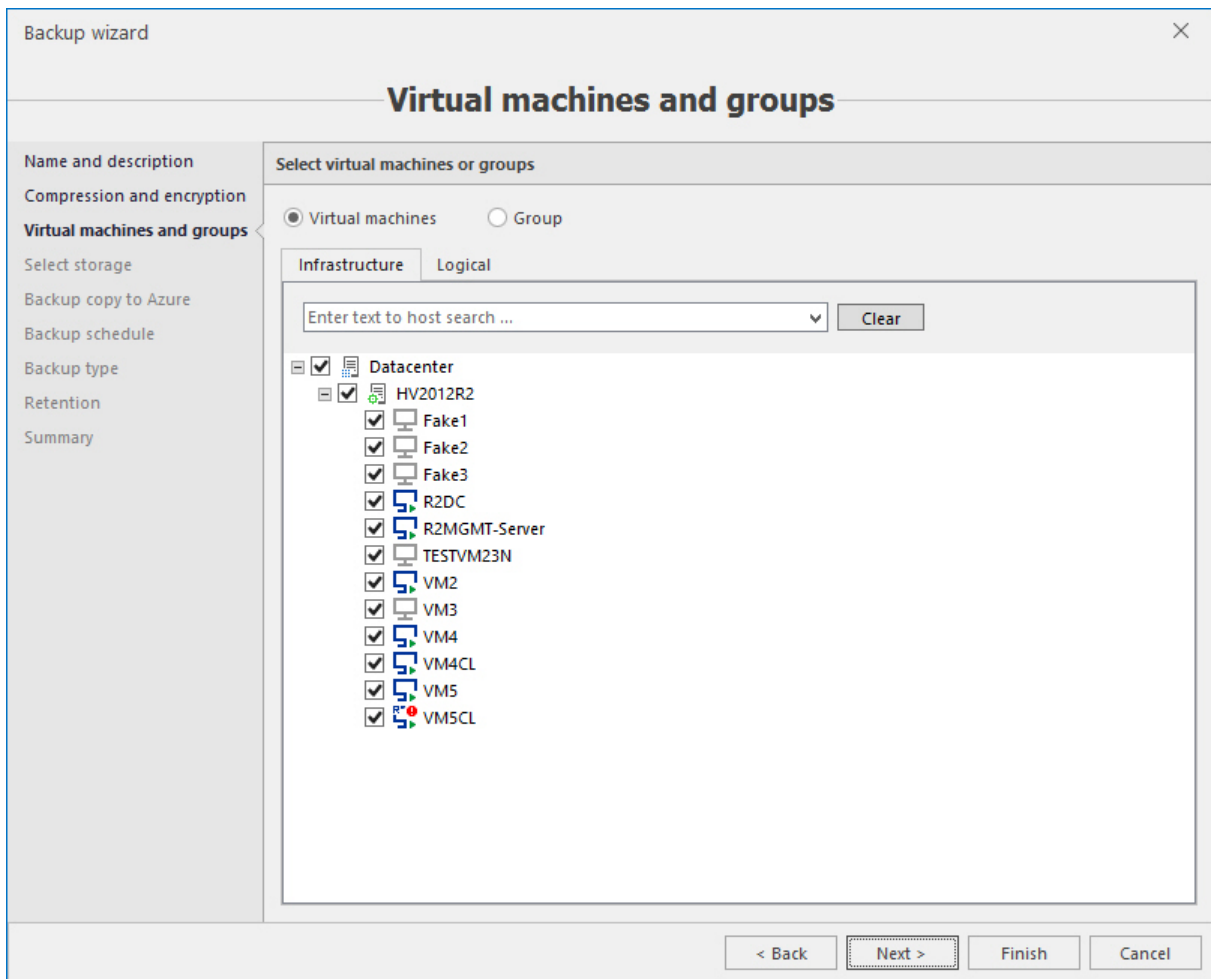 Backup wizard
Virtual machines and groups
Name and description
Compression and encryption
Virtual machines and groups
Select storage
Backup copy to Azure
Backup schedule
Backup type
Retention
Summary
Select virtual machines or groups
Virtual machines Group
Infrastructure Logical
Enter text to host search ... Clear
Datacenter
HV2012R2
Fake1
Fake2
Fake3
R2DC
R2MGMT-Server
TESTVM23N
VM2
VM3
VM4
VM4CL
VM5
VM5CL
< Back Next > Finish Cancel